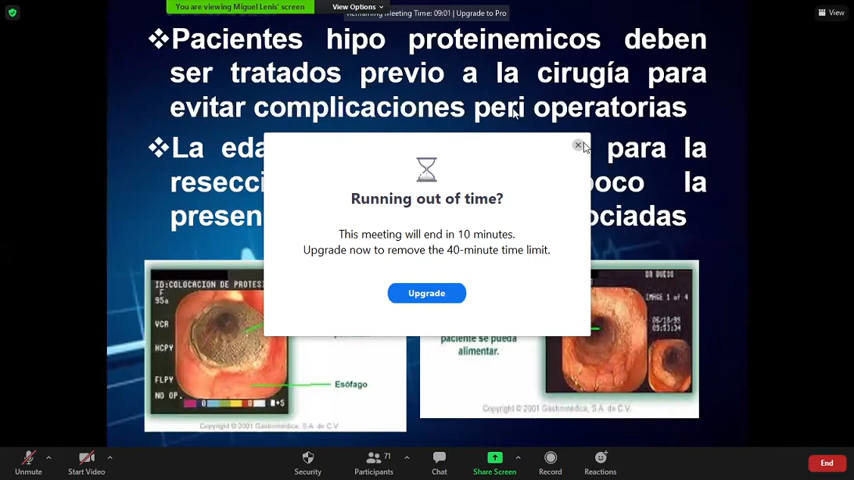 You are viewing Miguel Lenis' screen
View Options
Remaining Meeting Time: 09:01 | Upgrade to Pro
View
❖Pacientes hipo proteinemicos deben
ser tratados previo a la cirugía para
evitar complicaciones peri operatorias
❖La eda para la
resecci poco la
presen ociadas
Running out of time?
This meeting will end in 10 minutes.
Upgrade now to remove the 40-minute time limit.
Upgrade
ID:COLOCACION DE PROTESI
F
95a
VCR
HCPY
FLPY
NO OP.
Esófago
Copyright © 2001 Gastromédica, S.A. de C.V.
paciente se pueda
alimentar.
DR DUEÑO
IMAGE 1 of 4
Copyright © 2001 Gastromédica, S.A. de C.V.
Unmute
Start Video
Security
Participants
71
Chat
Share Screen
Record
Reactions
End